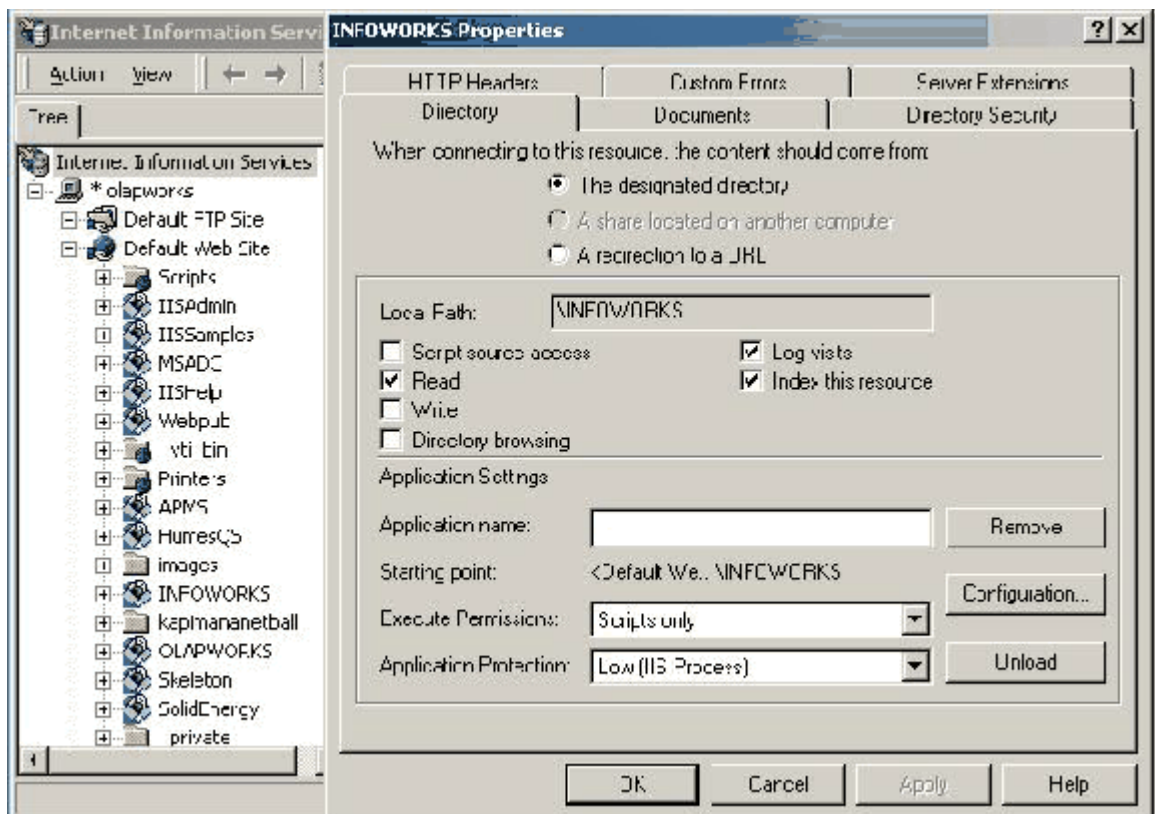 Internet Information Servi
Action View
Tree
Internet Information Services
* olapworks
Default FTP Site
Default Web Site
Scripts
IISAdmin
IISSamples
MSADC
IISHelp
Webpub
_vti_bin
Printers
APMS
HumresQS
images
INFOWORKS
kapimananetball
OLAPWORKS
Skeleton
SolidEnergy
_private
INFOWORKS Properties
HTTP Headers Custom Errors Server Extensions
Directory Documents Directory Security
When connecting to this resource, the content should come from:
The designated directory
A share located on another computer
A redirection to a URL
Local Path: \INFOWORKS
Script source access Log visits
Read Index this resource
Write
Directory browsing
Application Settings
Application name: Remove
Starting point: <Default We...\INFOWORKS
Configuration...
Execute Permissions: Scripts only
Application Protection: Low (IIS Process) Unload
OK Cancel Apply Help